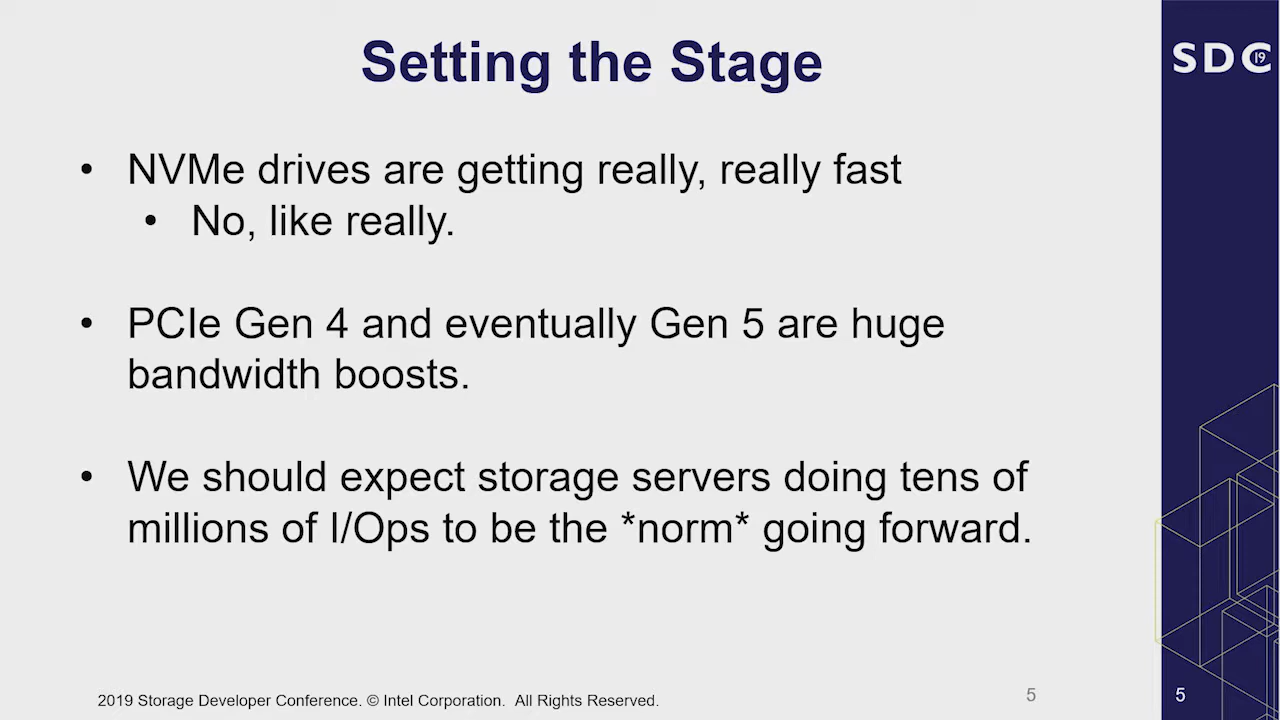 Setting the Stage
SDC 19
• NVMe drives are getting really, really fast
• No, like really.
• PCIe Gen 4 and eventually Gen 5 are huge
bandwidth boosts.
• We should expect storage servers doing tens of
millions of I/Ops to be the *norm* going forward.
2019 Storage Developer Conference. © Intel Corporation. All Rights Reserved.
5
5